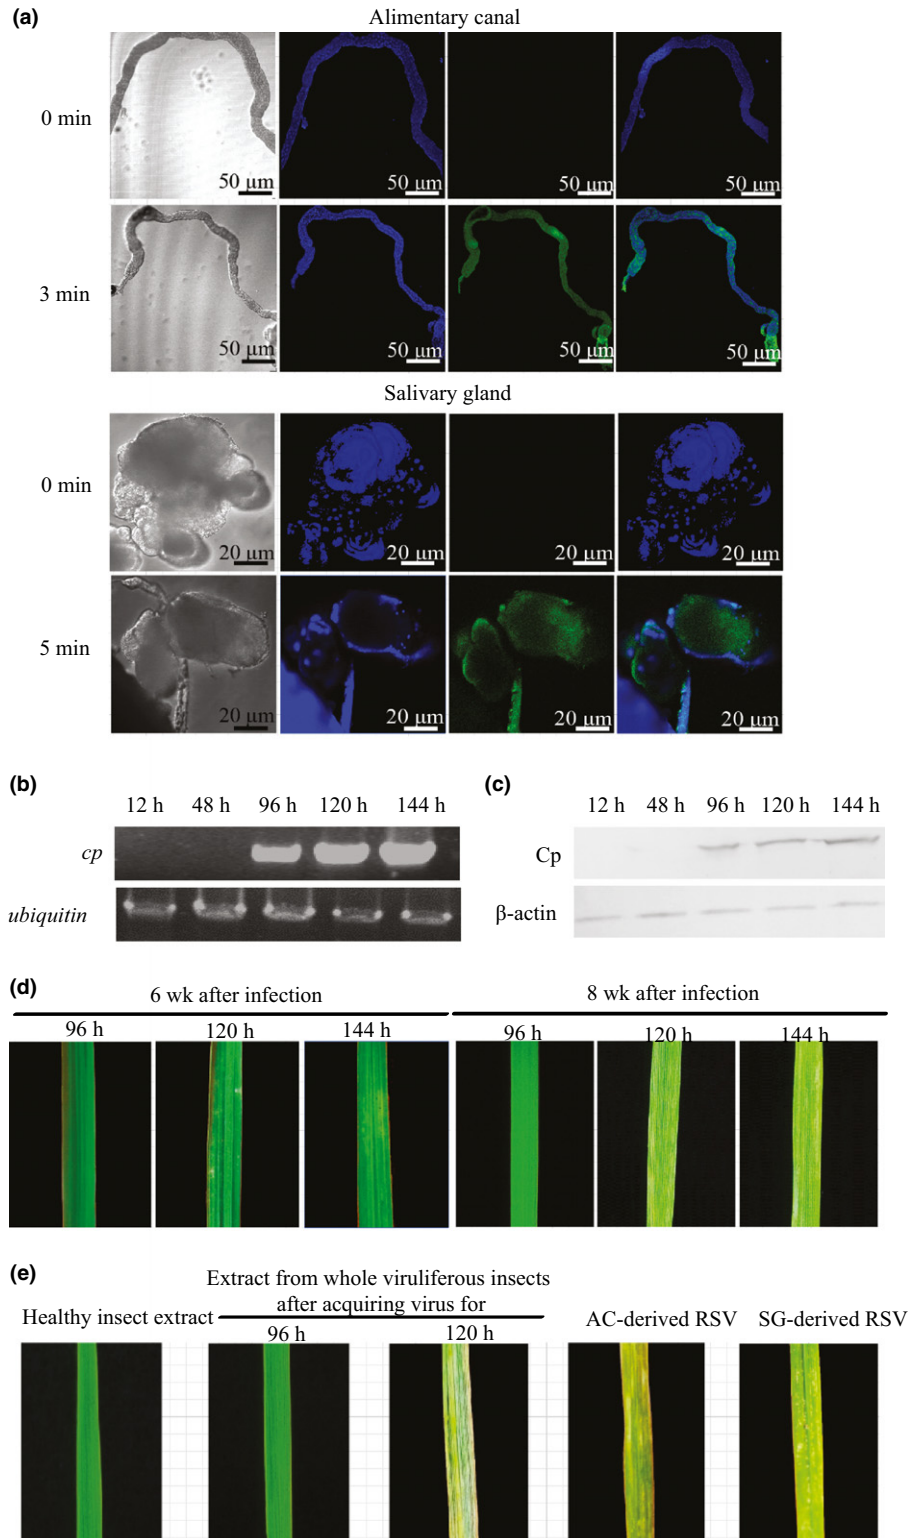 (a)
Alimentary canal
0 min
50 μm 50 μm 50 μm 50 μm
3 min
50 μm 50 μm 50 μm 50 μm
Salivary gland
0 min
20 μm 20 μm 20 μm 20 μm
5 min
20 μm 20 μm 20 μm 20 μm
(b)
12 h 48 h 96 h 120 h 144 h
cp
ubiquitin
(c)
12 h 48 h 96 h 120 h 144 h
Cp
β-actin
(d)
6 wk after infection
96 h 120 h 144 h
8 wk after infection
96 h 120 h 144 h
(e)
Healthy insect extract
Extract from whole viruliferous insects
after acquiring virus for
96 h 120 h
AC-derived RSV
SG-derived RSV